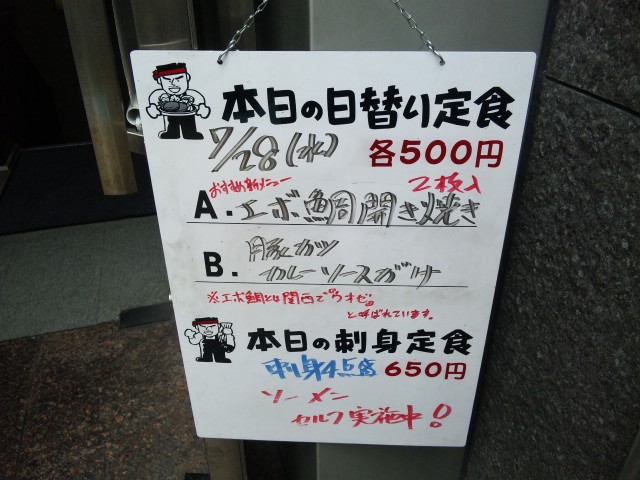 本日の日替り定食
7/28(水) 各500円
おすすめ新メニュー 2枚入
A. エボ鯛開き焼き
B. 豚カツ
カレーソースがけ
※エボ鯛とは関西で"ウオゼ"
と呼ばれています。
本日の刺身定食
刺身4点盛 650円
ソーメン
セルフ実施中!